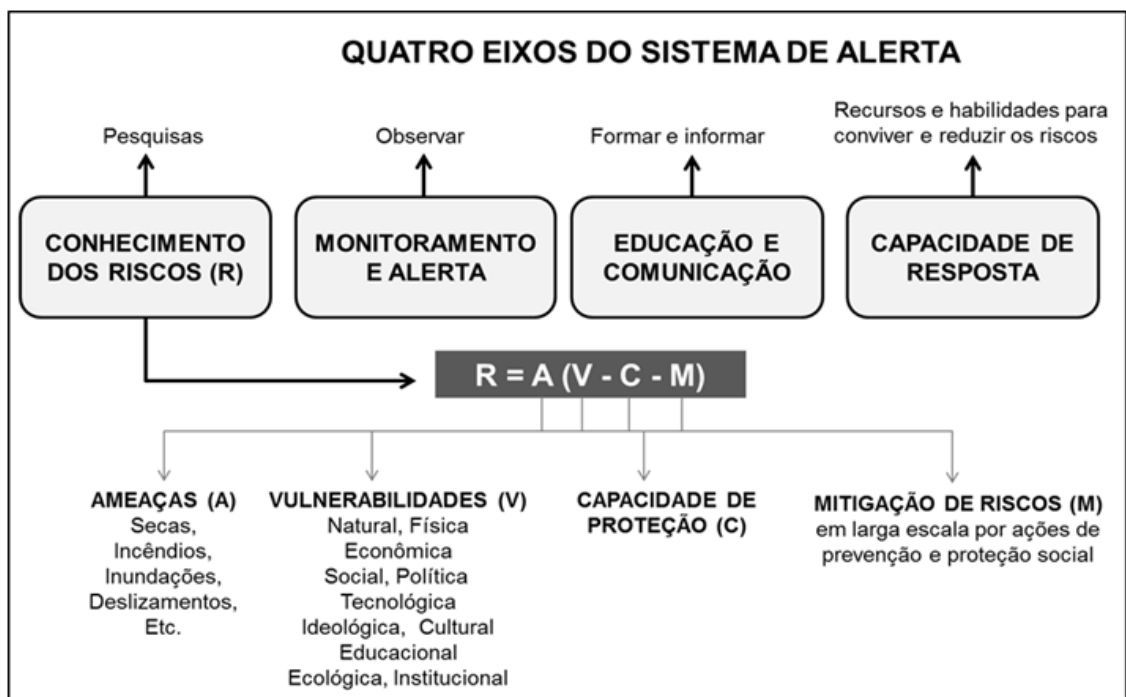 QUATRO EIXOS DO SISTEMA DE ALERTA
Pesquisas
Observar
Formar e informar
Recursos e habilidades para
conviver e reduzir os riscos
CONHECIMENTO
DOS RISCOS (R)
MONITORAMENTO
E ALERTA
EDUCAÇÃO E
COMUNICAÇÃO
CAPACIDADE DE
RESPOSTA
R = A (V - C - M)
AMEAÇAS (A)
Secas,
Incêndios,
Inundações,
Deslizamentos,
Etc.
VULNERABILIDADES (V)
Natural, Física
Econômica
Social, Política
Tecnológica
Ideológica, Cultural
Educacional
Ecológica, Institucional
CAPACIDADE DE
PROTEÇÃO (C)
MITIGAÇÃO DE RISCOS (M)
em larga escala por ações de
prevenção e proteção social